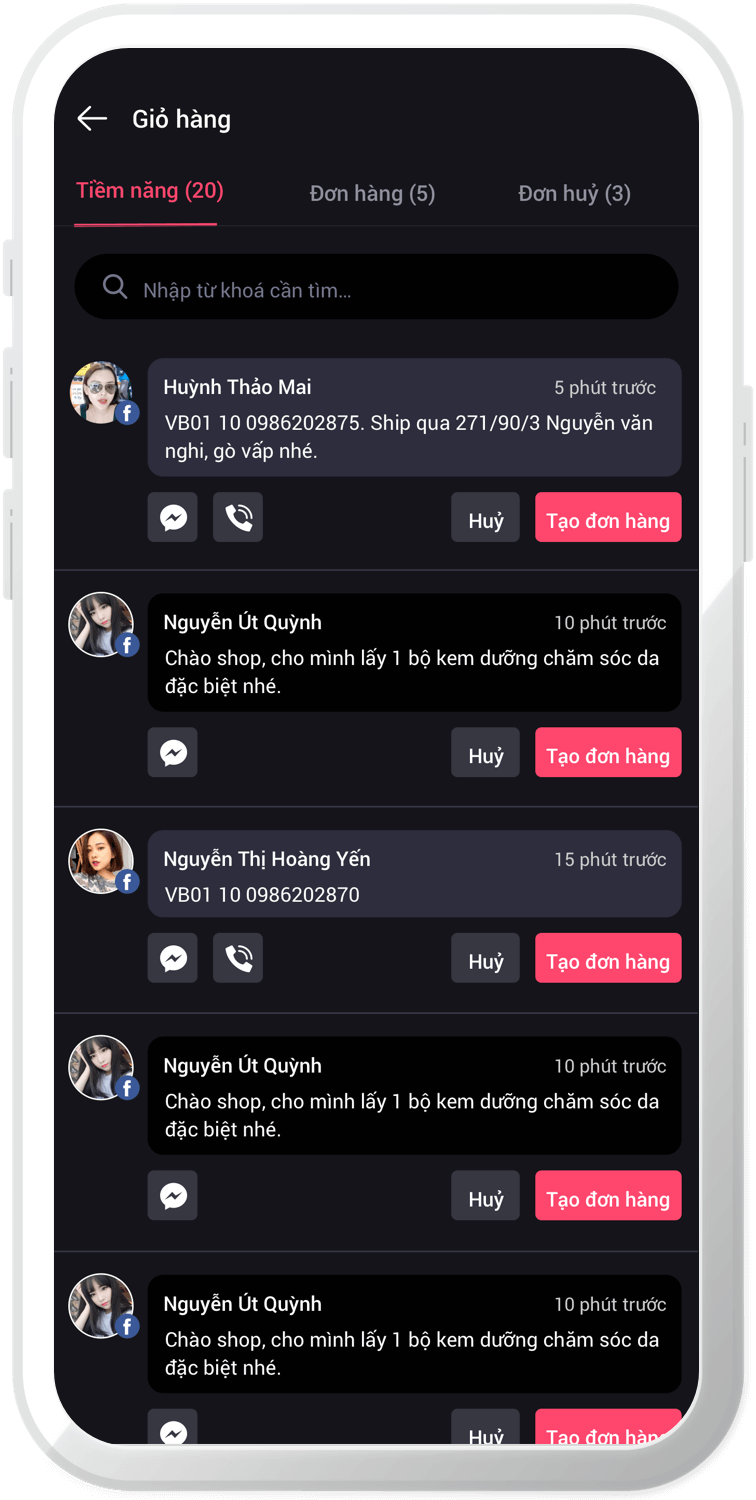 Giỏ hàng
Tiềm năng (20)
Đơn hàng (5)
Đơn huỷ (3)
Nhập từ khoá cần tìm...
Huỳnh Thảo Mai
5 phút trước
VB01 10 0986202875. Ship qua 271/90/3 Nguyễn văn
nghi, gò vấp nhé.
Huỷ
Tạo đơn hàng
Nguyễn Út Quỳnh
10 phút trước
Chào shop, cho mình lấy 1 bộ kem dưỡng chăm sóc da
đặc biệt nhé.
Huỷ
Tạo đơn hàng
Nguyễn Thị Hoàng Yến
15 phút trước
VB01 10 0986202870
Huỷ
Tạo đơn hàng
Nguyễn Út Quỳnh
10 phút trước
Chào shop, cho mình lấy 1 bộ kem dưỡng chăm sóc da
đặc biệt nhé.
Huỷ
Tạo đơn hàng
Nguyễn Út Quỳnh
10 phút trước
Chào shop, cho mình lấy 1 bộ kem dưỡng chăm sóc da
đặc biệt nhé.
Huỷ
Tạo đơn hàng